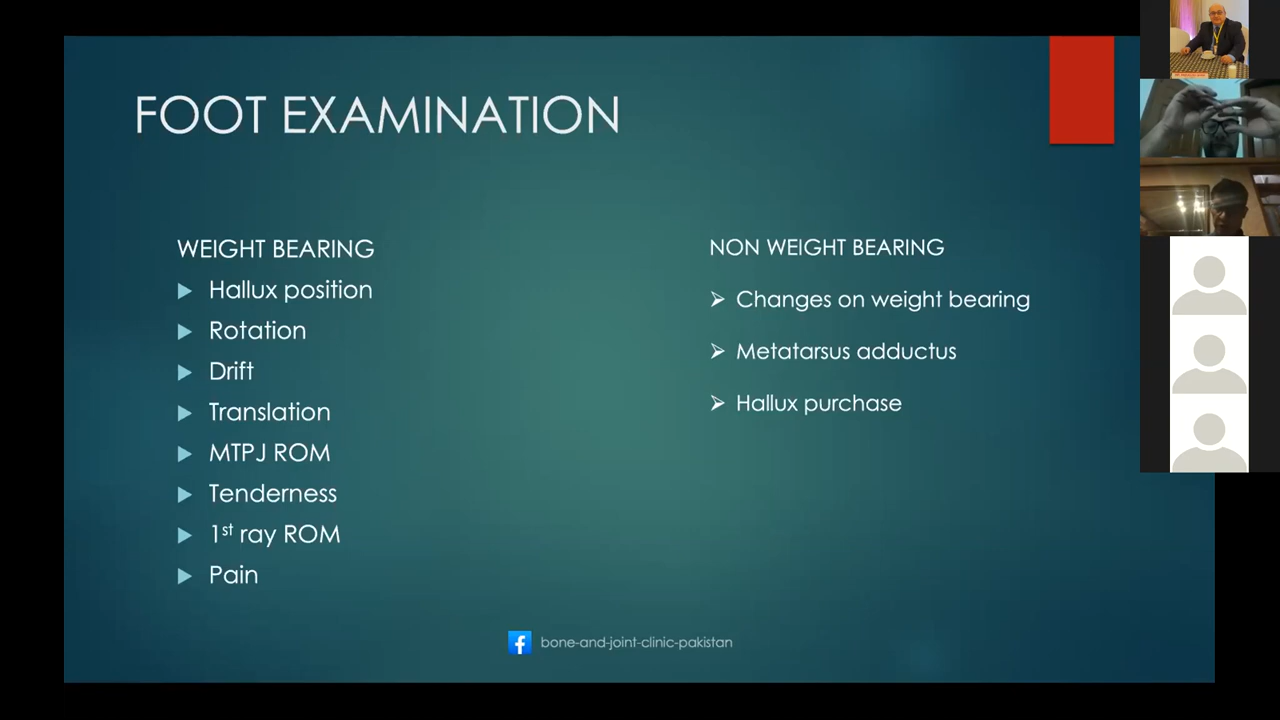 FOOT EXAMINATION
WEIGHT BEARING
Hallux position
Rotation
Drift
Translation
MTPJ ROM
Tenderness
1st ray ROM
Pain
NON WEIGHT BEARING
Changes on weight bearing
Metatarsus adductus
Hallux purchase
bone-and-joint-clinic-pakistan